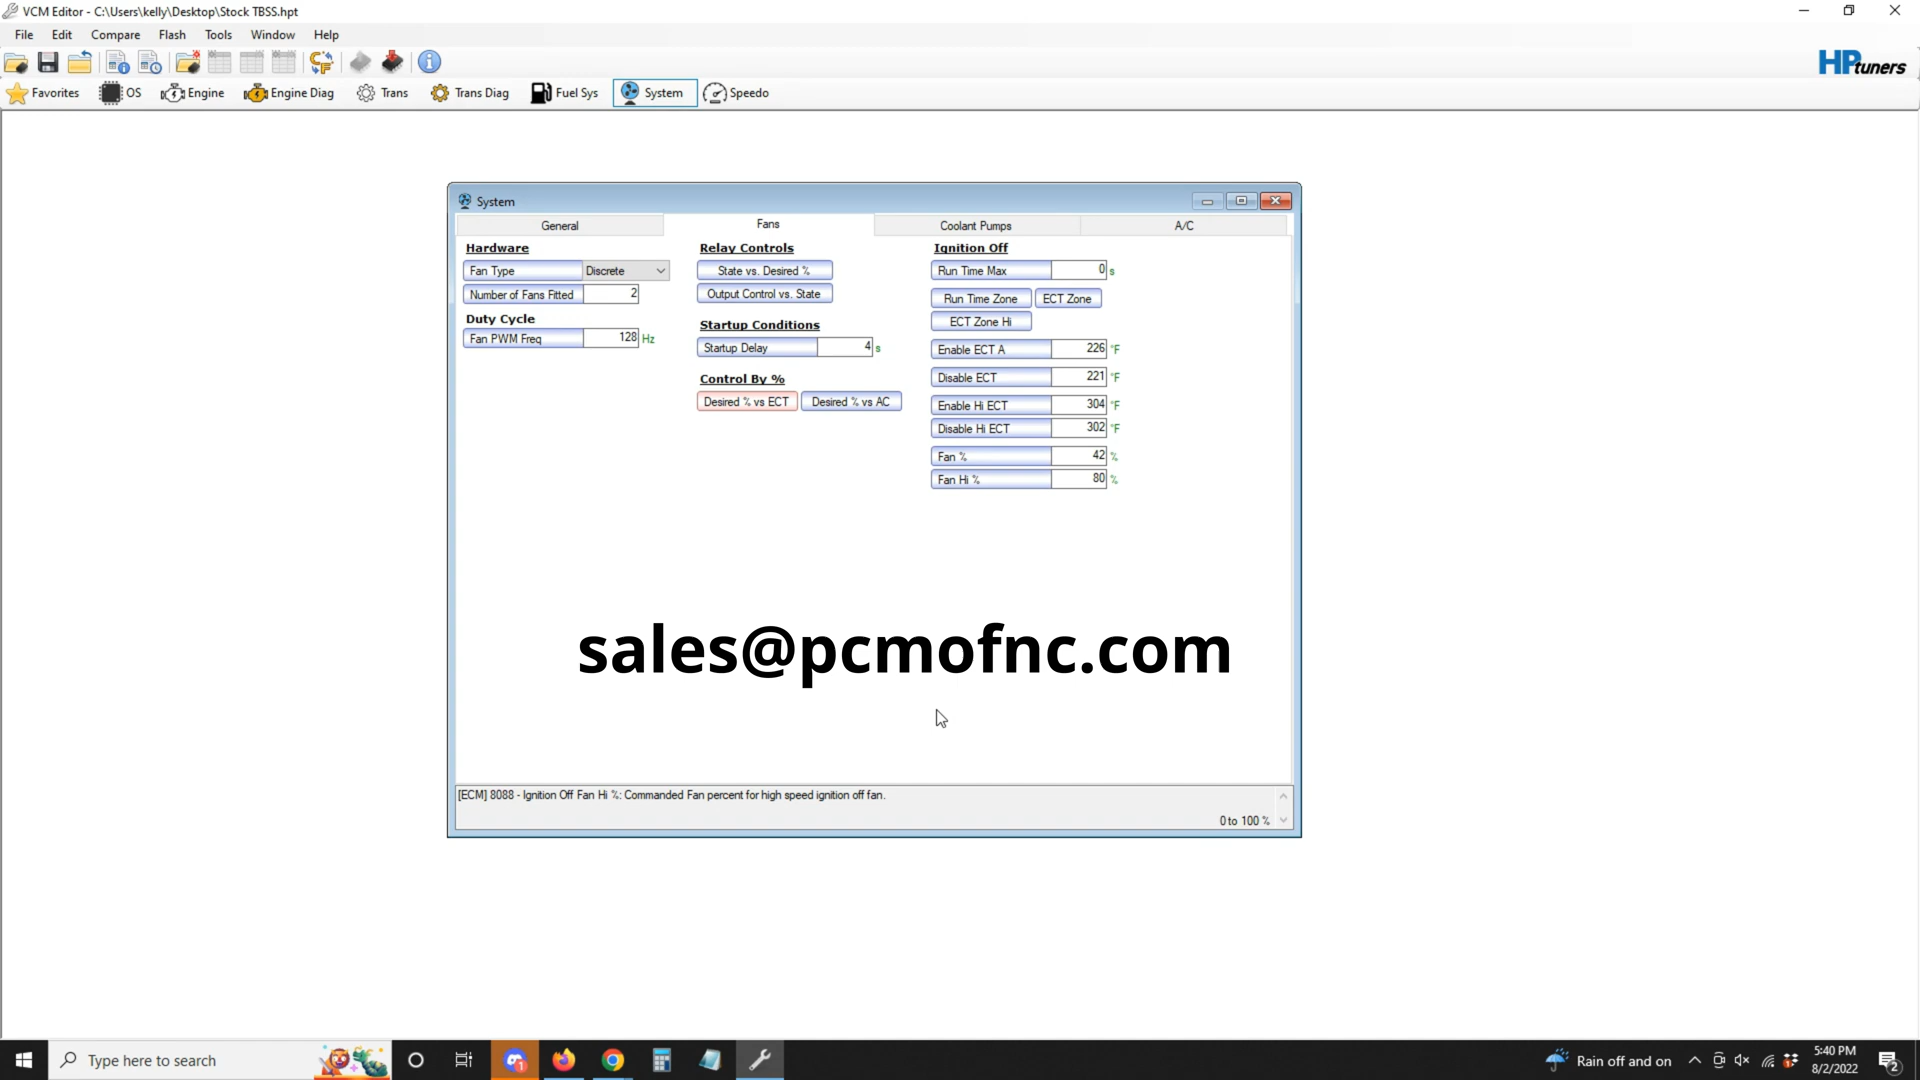 VCM Editor - C:\Users\kelly\Desktop\Stock TBSS.hpt
File Edit Compare Flash Tools Window Help
HPtuners
Favorites OS Engine Engine Diag Trans Trans Diag Fuel Sys System Speedo
System
General Fans Coolant Pumps A/C
Hardware
Fan Type Discrete
Number of Fans Fitted 2
Duty Cycle
Fan PWM Freq 128 Hz
Relay Controls
State vs. Desired %
Output Control vs. State
Startup Conditions
Startup Delay 4 s
Control By %
Desired % vs ECT Desired % vs AC
Ignition Off
Run Time Max 0 s
Run Time Zone ECT Zone
ECT Zone Hi
Enable ECT A 226 °F
Disable ECT 221 °F
Enable Hi ECT 304 °F
Disable Hi ECT 302 °F
Fan % 42 %
Fan Hi % 80 %
sales@pcmofnc.com
[ECM] 8088 - Ignition Off Fan Hi %: Commanded Fan percent for high speed ignition off fan.
0 to 100 %
Type here to search
1
Rain off and on
5:40 PM
8/2/2022
2